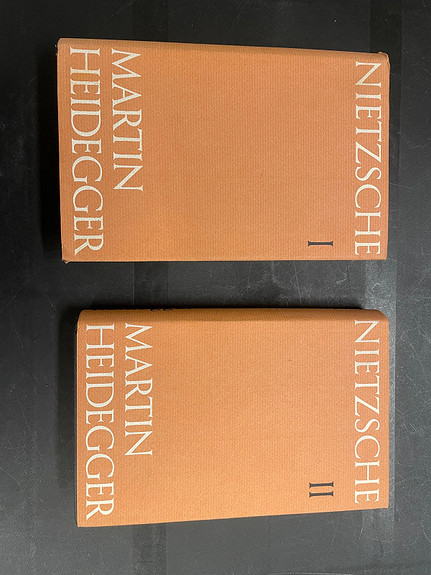 NIETZSCHE
I
MARTIN
HEIDEGGER
NIETZSCHE
II
MARTIN
HEIDEGGER